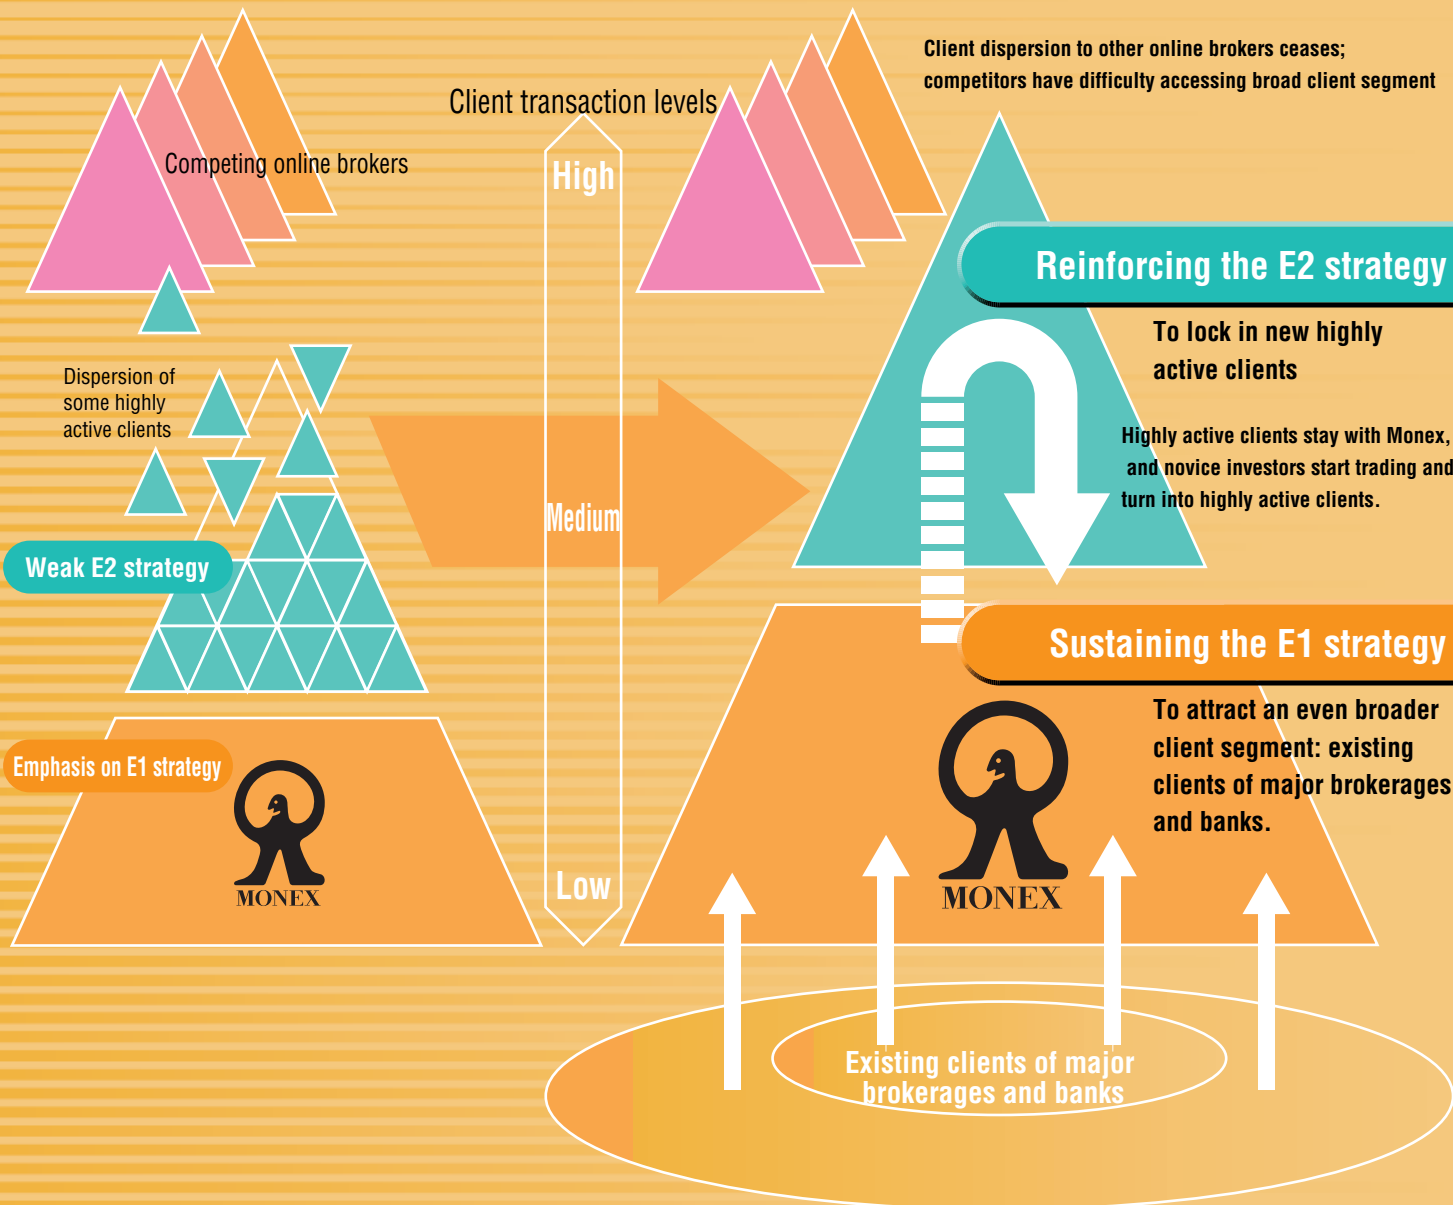 Client dispersion to other online brokers ceases;
competitors have difficulty accessing broad client segment
Client transaction levels
Competing online brokers
High
Reinforcing the E2 strategy
To lock in new highly
active clients
Dispersion of
some highly
active clients
Highly active clients stay with Monex,
and novice investors start trading and
turn into highly active clients.
Medium
Weak E2 strategy
Sustaining the E1 strategy
To attract an even broader
client segment: existing
clients of major brokerages
and banks.
Emphasis on E1 strategy
Low
MONEX
MONEX
Existing clients of major
brokerages and banks